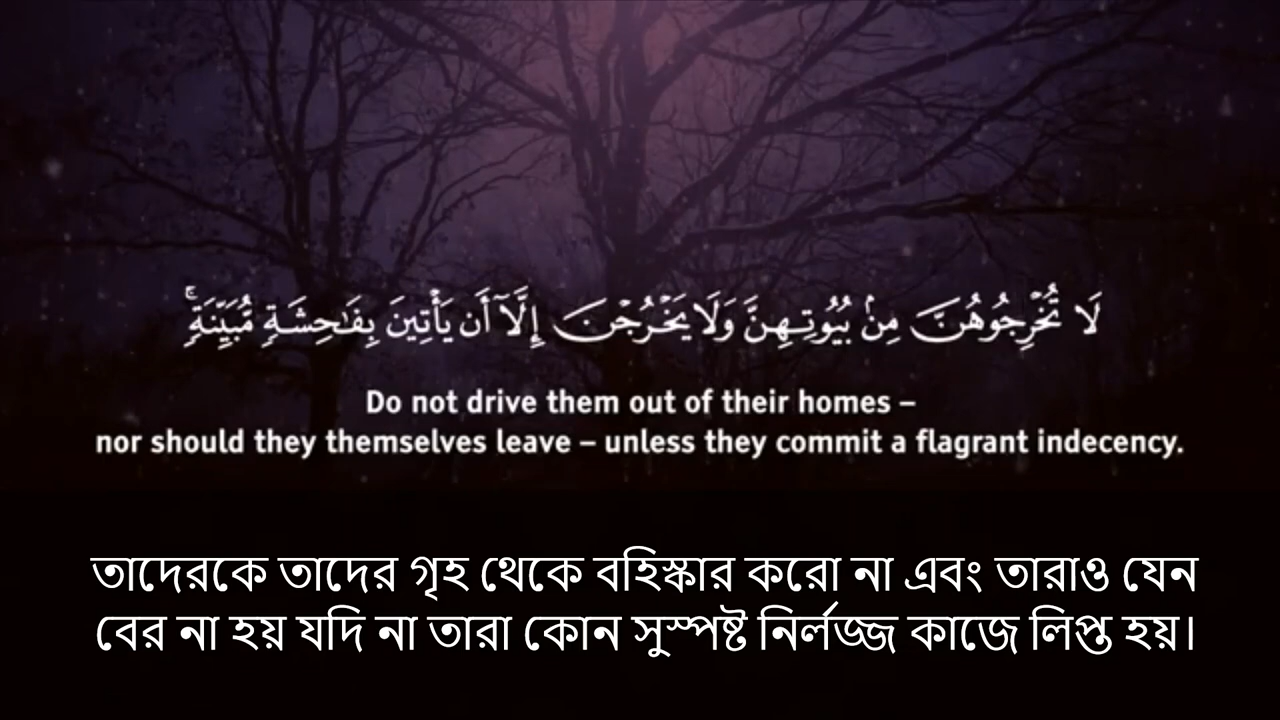 لَا تُخْرِجُوهُنَّ مِنۢ بُيُوتِهِنَّ وَلَا يَخْرُجْنَ إِلَّآ أَن يَأْتِينَ بِفَـٰحِشَةٍ مُّبَيِّنَةٍۚ
Do not drive them out of their homes –
nor should they themselves leave – unless they commit a flagrant indecency.
তাদেরকে তাদের গৃহ থেকে বহিস্কার করো না এবং তারাও যেন
বের না হয় যদি না তারা কোন সুস্পষ্ট নির্লজ্জ কাজে লিপ্ত হয়।